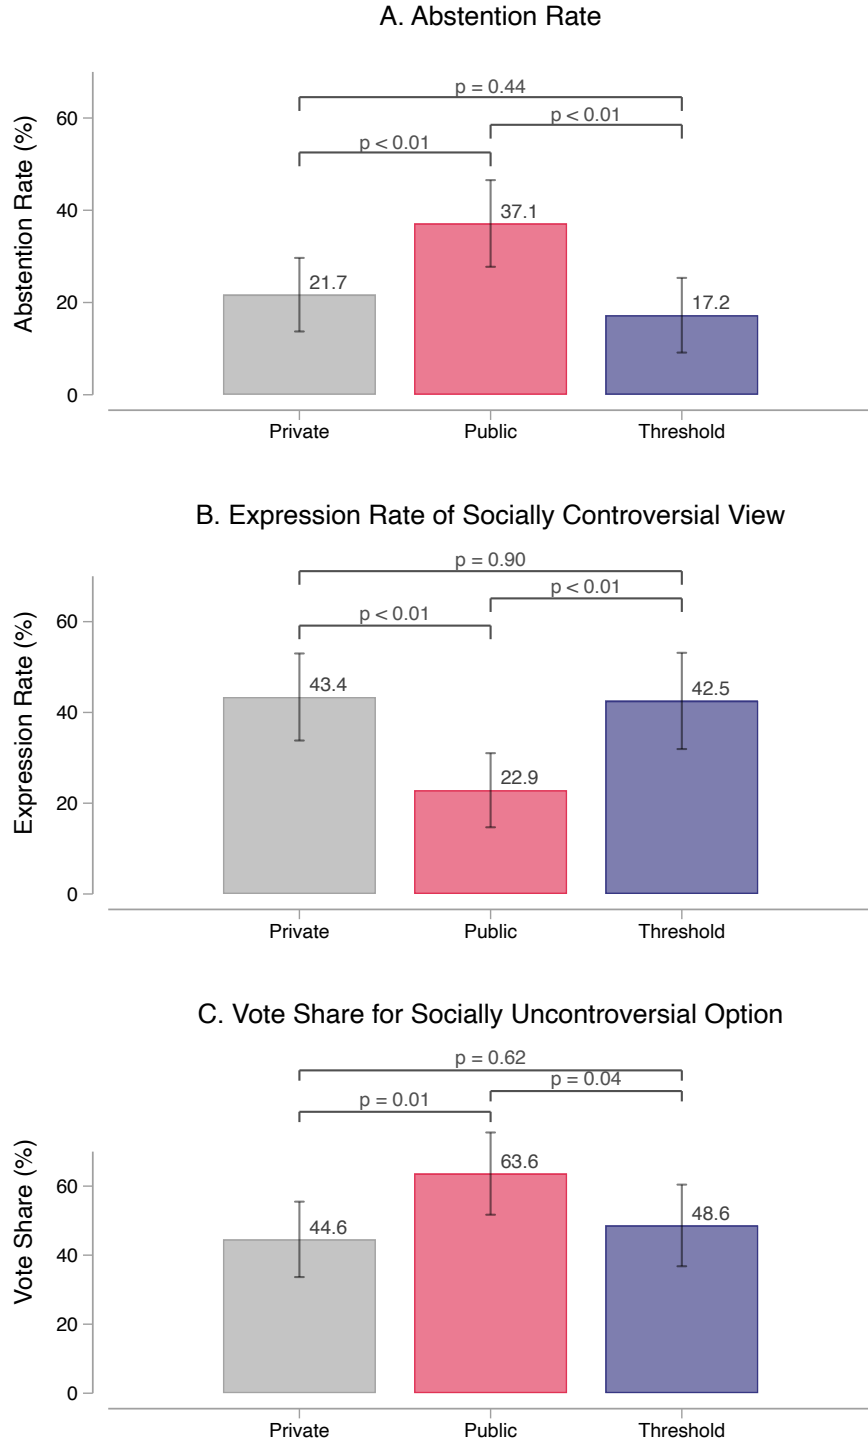 A. Abstention Rate
p = 0.44
p < 0.01
p < 0.01
Abstention Rate (%)
60
40
20
0
21.7
37.1
17.2
Private
Public
Threshold
B. Expression Rate of Socially Controversial View
p = 0.90
p < 0.01
p < 0.01
Expression Rate (%)
60
40
20
0
43.4
22.9
42.5
Private
Public
Threshold
C. Vote Share for Socially Uncontroversial Option
p = 0.62
p = 0.04
p = 0.01
Vote Share (%)
60
40
20
0
44.6
63.6
48.6
Private
Public
Threshold